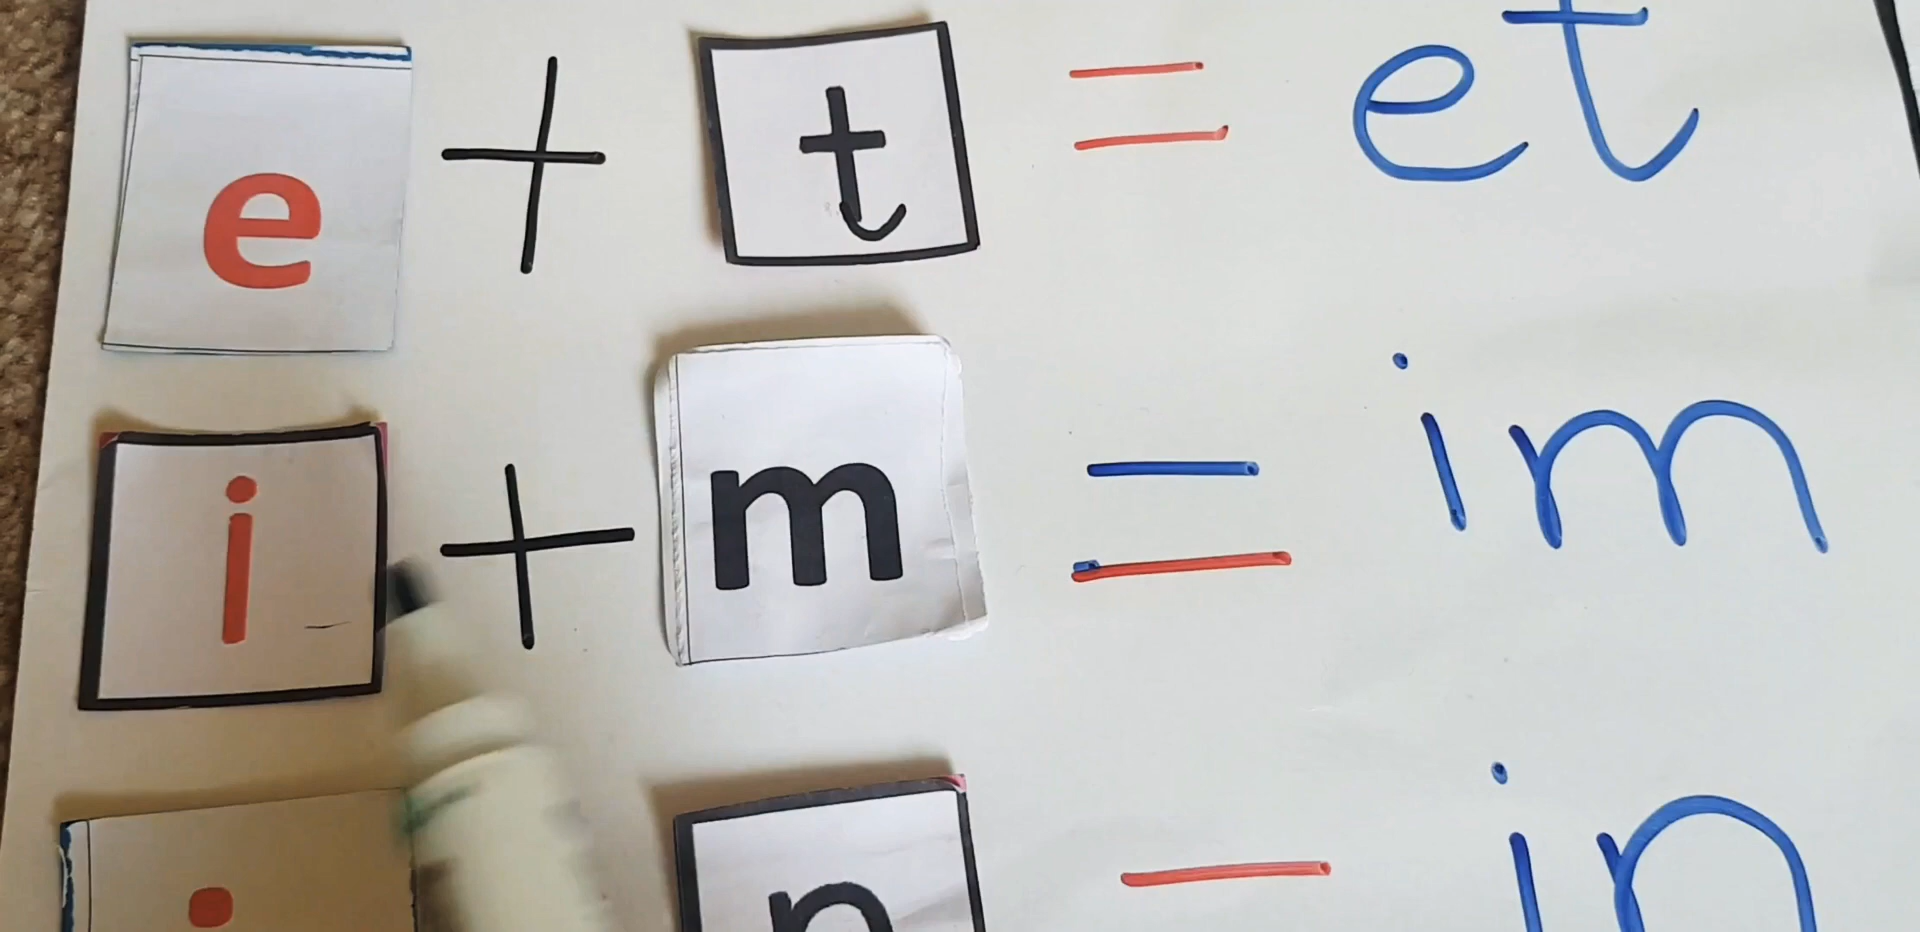 e + t = et
i + m = im
i n = in